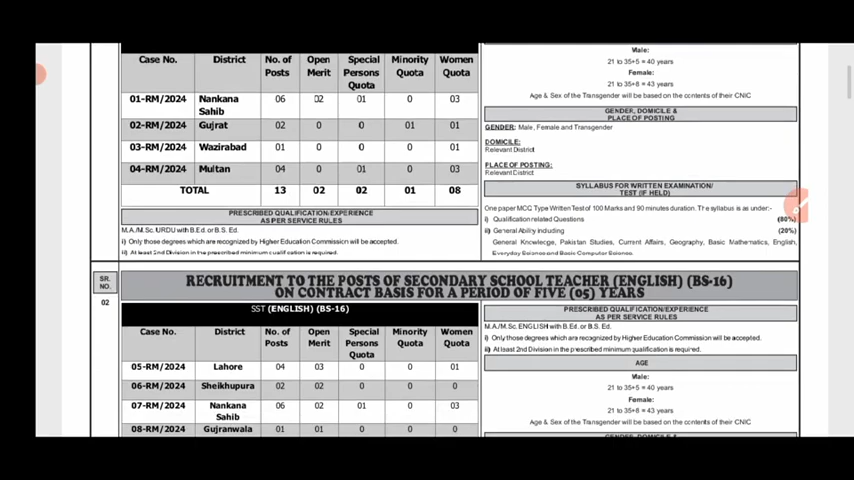 Case No. District No. of Posts Open Merit Special Persons Quota Minority Quota Women Quota
01-RM/2024 Nankana Sahib 06 02 01 0 03
02-RM/2024 Gujrat 02 0 0 01 01
03-RM/2024 Wazirabad 01 0 0 0 01
04-RM/2024 Multan 04 0 01 0 03
TOTAL 13 02 02 01 08
PRESCRIBED QUALIFICATION/EXPERIENCE
AS PER SERVICE RULES
M.A./M.Sc. URDU with B.Ed. or B.S. Ed.
i) Only those degrees which are recognized by Higher Education Commission will be accepted.
ii) At least 2nd Division in the prescribed minimum qualification is required.
Male:
21 to 35+5 = 40 years
Female:
21 to 35+8 = 43 years
Age & Sex of the Transgender will be based on the contents of their CNIC
GENDER, DOMICILE &
PLACE OF POSTING
GENDER: Male, Female and Transgender
DOMICILE:
Relevant District
PLACE OF POSTING:
Relevant District
SYLLABUS FOR WRITTEN EXAMINATION/
TEST (IF HELD)
One paper MCQ Type Written Test of 100 Marks and 90 minutes duration. The syllabus is as under:-
i) Qualification related Questions (80%)
ii) General Ability including (20%)
General Knowledge, Pakistan Studies, Current Affairs, Geography, Basic Mathematics, English,
Everyday Science and Basic Computer Science.
SR. NO.
02
RECRUITMENT TO THE POSTS OF SECONDARY SCHOOL TEACHER (ENGLISH) (BS-16)
ON CONTRACT BASIS FOR A PERIOD OF FIVE (05) YEARS
SST (ENGLISH) (BS-16)
Case No. District No. of Posts Open Merit Special Persons Quota Minority Quota Women Quota
05-RM/2024 Lahore 04 03 0 0 01
06-RM/2024 Sheikhupura 02 02 0 0 0
07-RM/2024 Nankana Sahib 06 02 01 0 03
08-RM/2024 Gujranwala 01 01 0 0 0
PRESCRIBED QUALIFICATION/EXPERIENCE
AS PER SERVICE RULES
M.A./M.Sc. ENGLISH with B.Ed. or B.S. Ed.
i) Only those degrees which are recognized by Higher Education Commission will be accepted.
ii) At least 2nd Division in the prescribed minimum qualification is required.
AGE
Male:
21 to 35+5 = 40 years
Female:
21 to 35+8 = 43 years
Age & Sex of the Transgender will be based on the contents of their CNIC